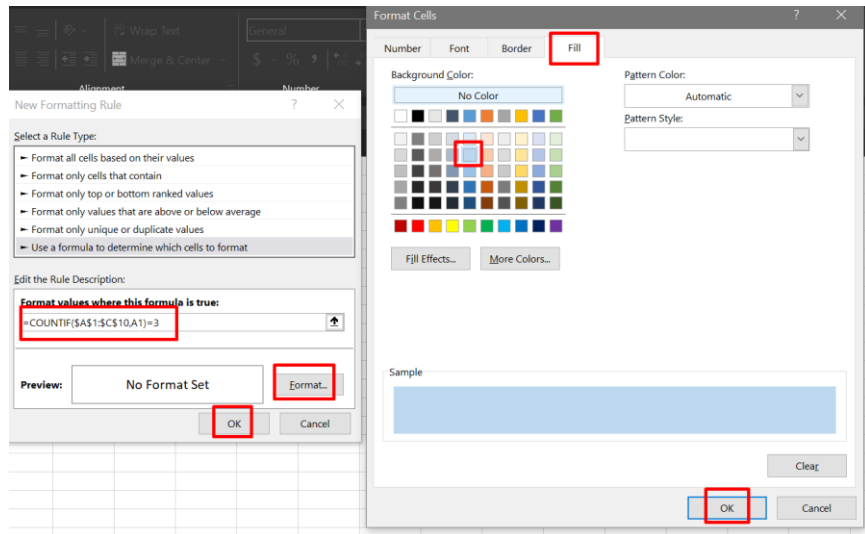 Wrap Text
General
Merge & Center
$ - % ,
Alignment
Number
New Formatting Rule
? ×
Select a Rule Type:
► Format all cells based on their values
► Format only cells that contain
► Format only top or bottom ranked values
► Format only values that are above or below average
► Format only unique or duplicate values
► Use a formula to determine which cells to format
Edit the Rule Description:
Format values where this formula is true:
=COUNTIF($A$1:$C$10,A1)=3
Preview:
No Format Set
Format...
OK
Cancel
Format Cells
? ×
Number
Font
Border
Fill
Background Color:
No Color
Fill Effects...
More Colors...
Pattern Color:
Automatic
Pattern Style:
Sample
Clear
OK
Cancel